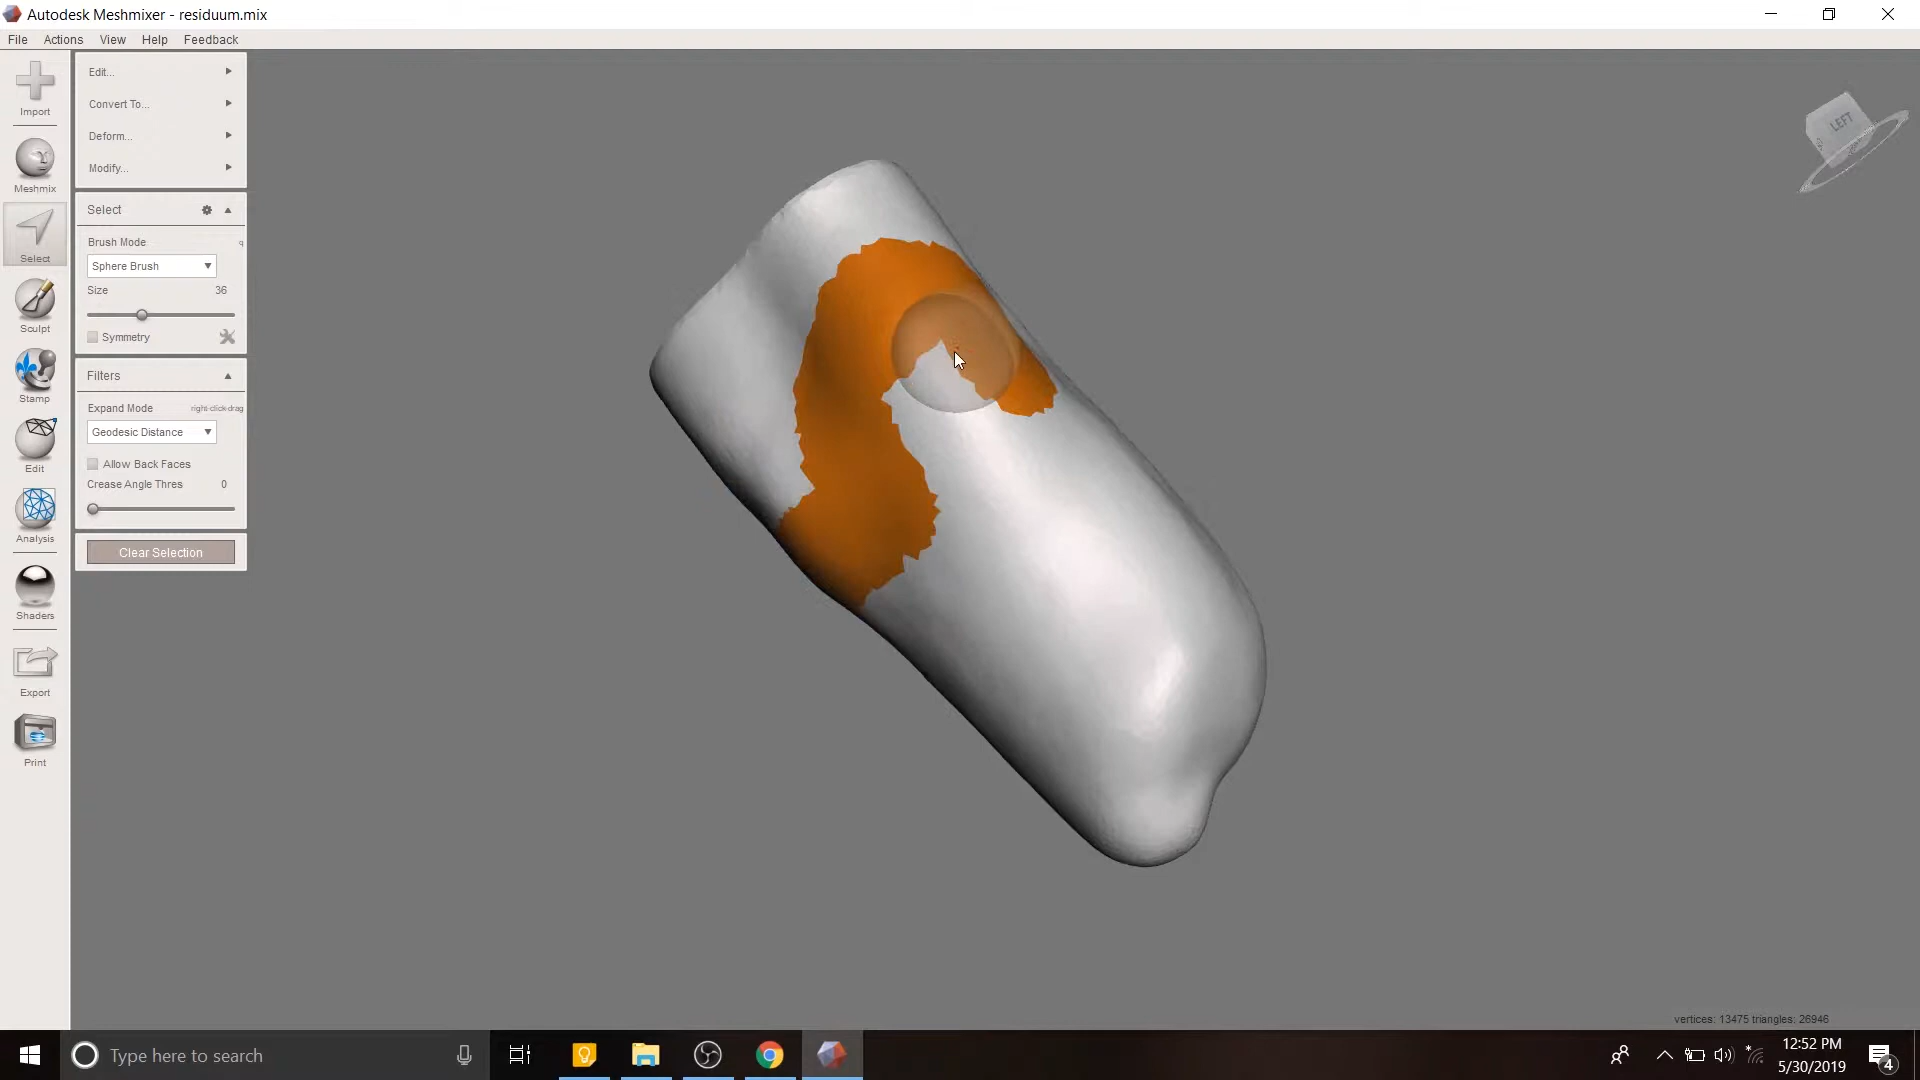 Autodesk Meshmixer - residuum.mix
File Actions View Help Feedback
Import
Meshmix
Select
Sculpt
Stamp
Edit
Analysis
Shaders
Export
Print
Edit...
Convert To...
Deform...
Modify...
Select
Brush Mode q
Sphere Brush
Size 36
Symmetry
Filters
Expand Mode right-click-drag
Geodesic Distance
Allow Back Faces
Crease Angle Thres 0
Clear Selection
LEFT
vertices: 13475 triangles: 26946
Type here to search
12:52 PM
5/30/2019
4